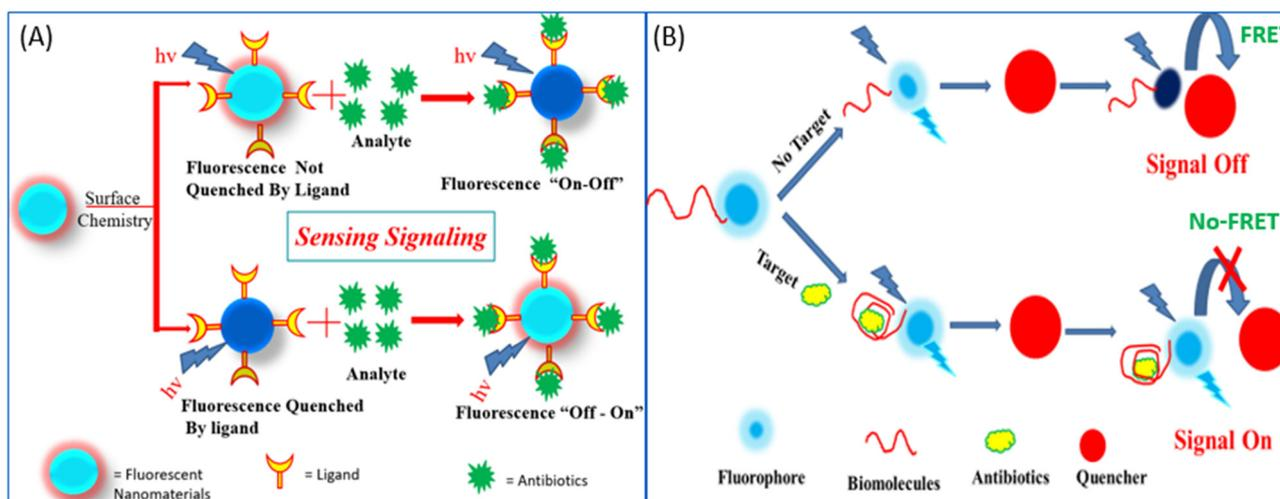 (A)
hv
hv
Analyte
Fluorescence Not
Quenched By Ligand
Fluorescence “On-Off”
Surface
Chemistry
Sensing Signaling
Analyte
hv
hv
Fluorescence Quenched
By ligand
Fluorescence “Off - On”
= Fluorescent
Nanomaterials
= Ligand
= Antibiotics
(B)
FRET
No Target
Signal Off
No-FRET
Target
Signal On
Fluorophore
Biomolecules
Antibiotics
Quencher